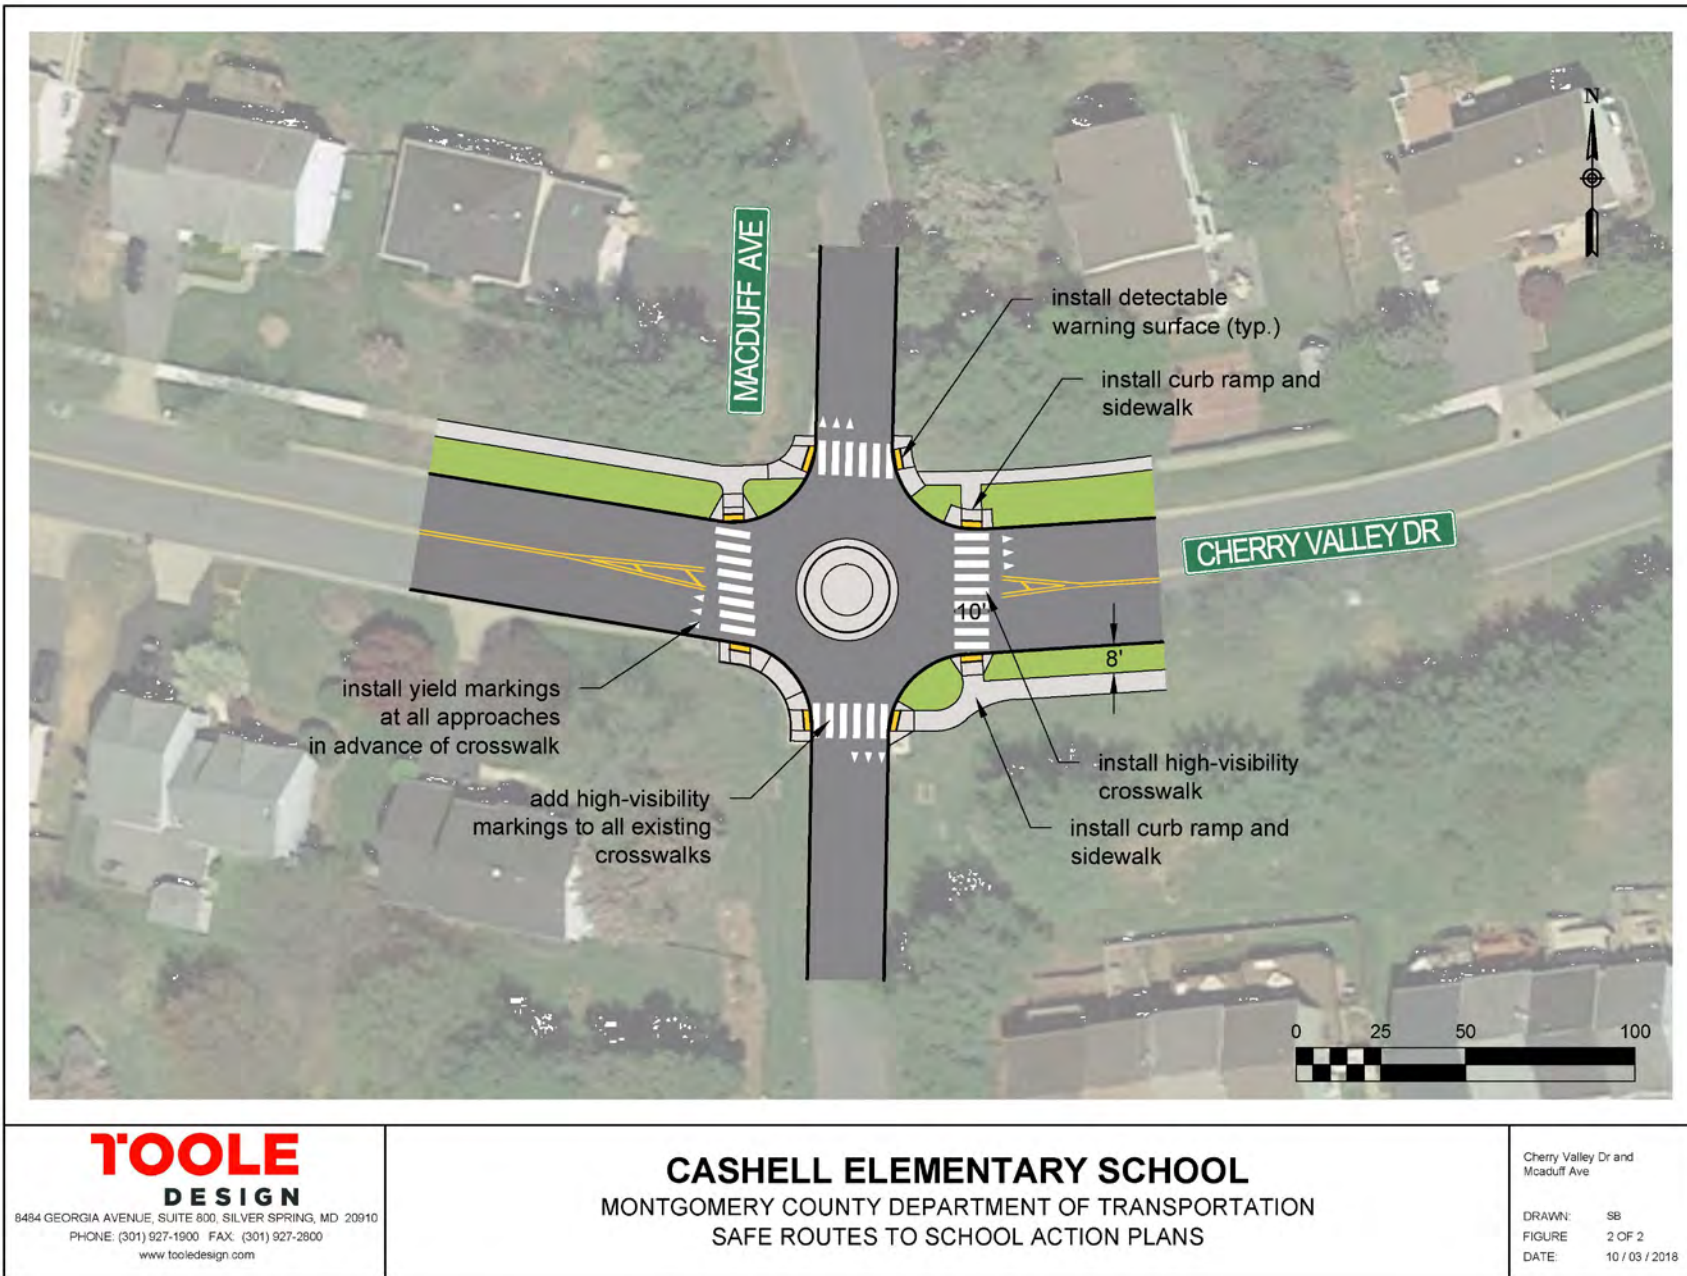 N
MACDUFF AVE
install detectable
warning surface (typ.)
install curb ramp and
sidewalk
CHERRY VALLEY DR
10'
8'
install yield markings
at all approaches
in advance of crosswalk
install high-visibility
crosswalk
add high-visibility
markings to all existing
crosswalks
install curb ramp and
sidewalk
0 25 50 100
TOOLE
DESIGN
8484 GEORGIA AVENUE, SUITE 800, SILVER SPRING, MD 20910
PHONE: (301) 927-1900 FAX: (301) 927-2800
www.tooledesign.com
CASHELL ELEMENTARY SCHOOL
MONTGOMERY COUNTY DEPARTMENT OF TRANSPORTATION
SAFE ROUTES TO SCHOOL ACTION PLANS
Cherry Valley Dr and
Mcaduff Ave
DRAWN: SB
FIGURE 2 OF 2
DATE: 10 / 03 / 2018